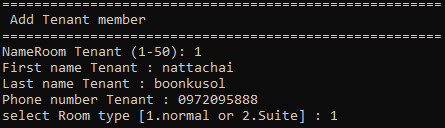 ==================================================
Add Tenant member
==================================================
NameRoom Tenant (1-50): 1
First name Tenant : nattachai
Last name Tenant : boonkusol
Phone number Tenant : 0972095888
select Room type [1.normal or 2.Suite] : 1